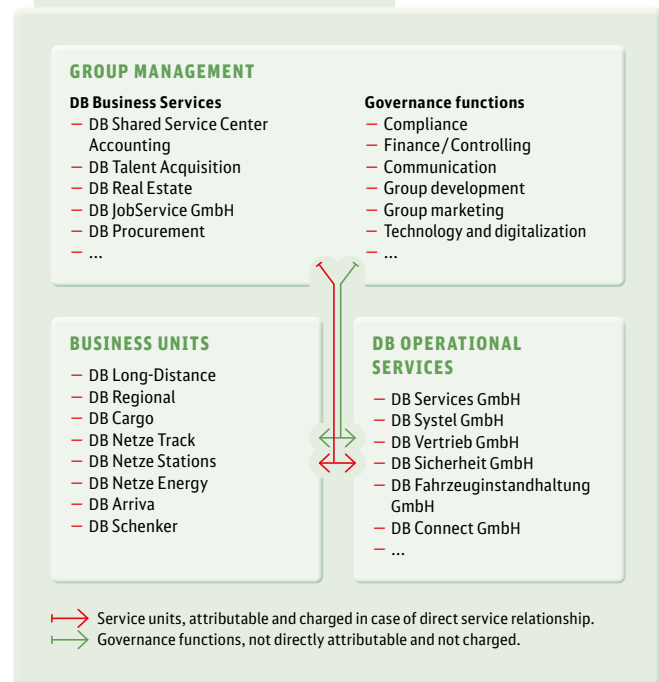 GROUP MANAGEMENT
DB Business Services
— DB Shared Service Center
Accounting
— DB Talent Acquisition
— DB Real Estate
— DB JobService GmbH
— DB Procurement
— ...
Governance functions
— Compliance
— Finance / Controlling
— Communication
— Group development
— Group marketing
— Technology and digitalization
— ...
BUSINESS UNITS
— DB Long-Distance
— DB Regional
— DB Cargo
— DB Netze Track
— DB Netze Stations
— DB Netze Energy
— DB Arriva
— DB Schenker
DB OPERATIONAL
SERVICES
— DB Services GmbH
— DB Systel GmbH
— DB Vertrieb GmbH
— DB Sicherheit GmbH
— DB Fahrzeuginstandhaltung
GmbH
— DB Connect GmbH
— ...
Service units, attributable and charged in case of direct service relationship.
Governance functions, not directly attributable and not charged.